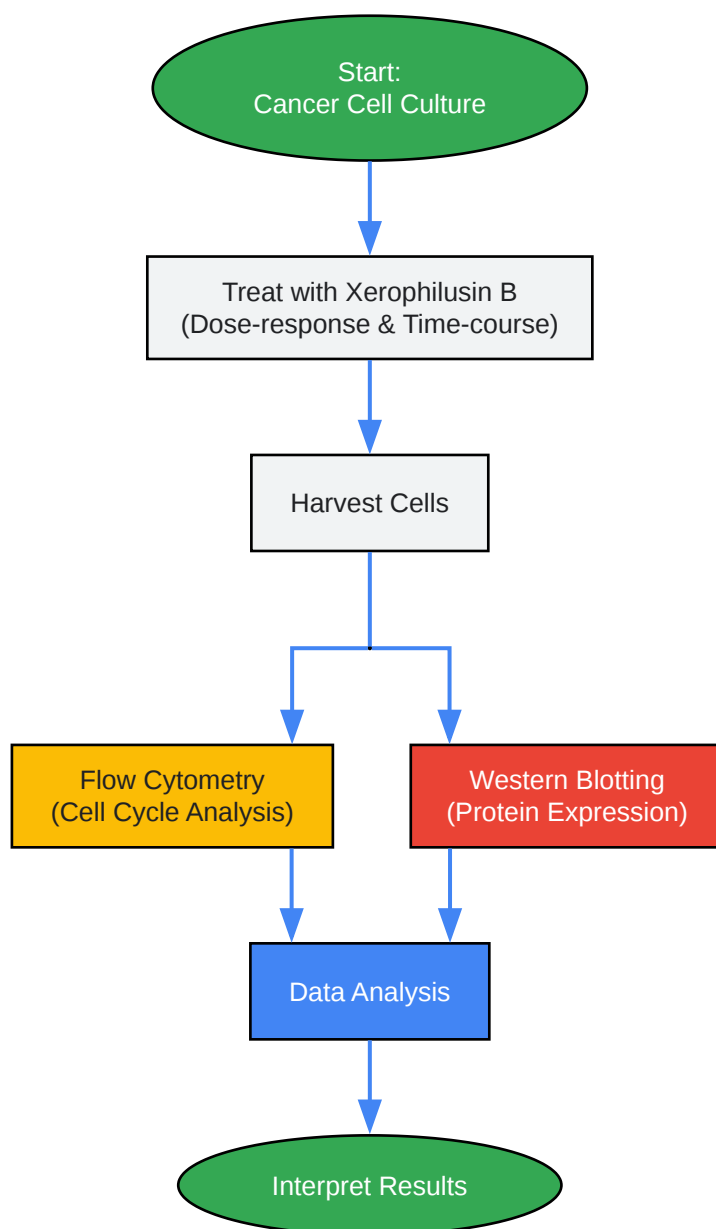 Start:
Cancer Cell Culture
Treat with Xerophilusin B
(Dose-response & Time-course)
Harvest Cells
Flow Cytometry
(Cell Cycle Analysis)
Western Blotting
(Protein Expression)
Data Analysis
Interpret Results